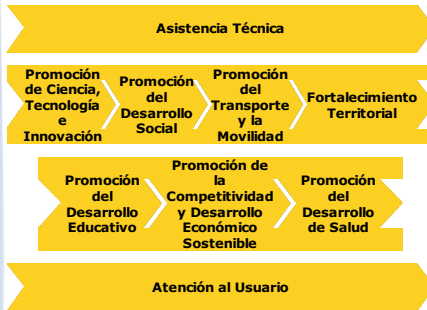 Asistencia Técnica
Promoción
de Ciencia,
Tecnología
e
Innovación
Promoción
del
Desarrollo
Social
Promoción
del
Transporte
y la
Movilidad
Fortalecimiento
Territorial
Promoción
del
Desarrollo
Educativo
Promoción de
la
Competitividad
y Desarrollo
Económico
Sostenible
Promoción
del
Desarrollo
de Salud
Atención al Usuario